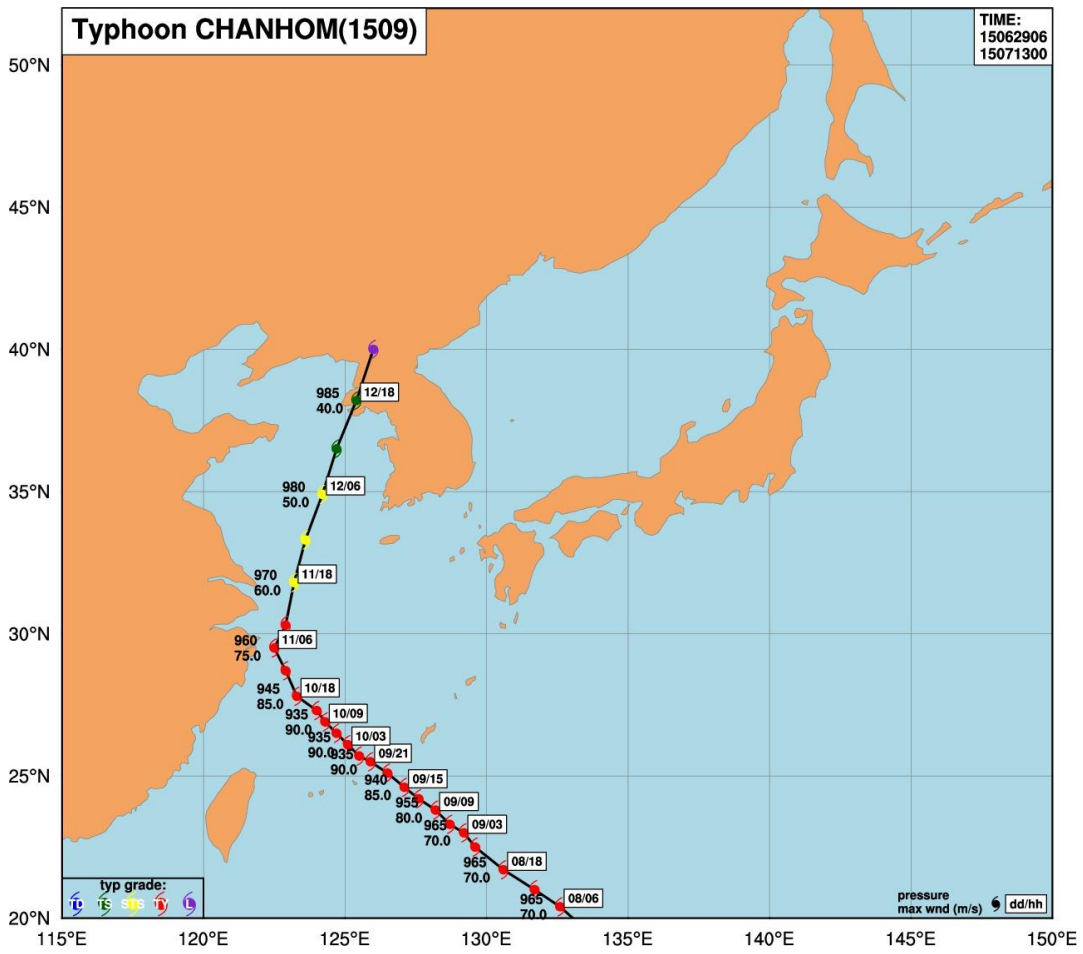 Typhoon CHANHOM(1509)
TIME:
15062906
15071300
50°N
45°N
40°N
985
40.0
12/18
35°N
980
50.0
12/06
970
60.0
11/18
30°N
960
75.0
11/06
945
85.0
10/18
935
90.0
10/09
935
90.0
10/03
25°N
935
90.0
09/21
940
85.0
09/15
955
80.0
09/09
965
70.0
09/03
965
70.0
08/18
965
70.0
08/06
typ grade:
TD TS STS TY L
pressure
max wnd (m/s) dd/hh
20°N
115°E 120°E 125°E 130°E 135°E 140°E 145°E 150°E